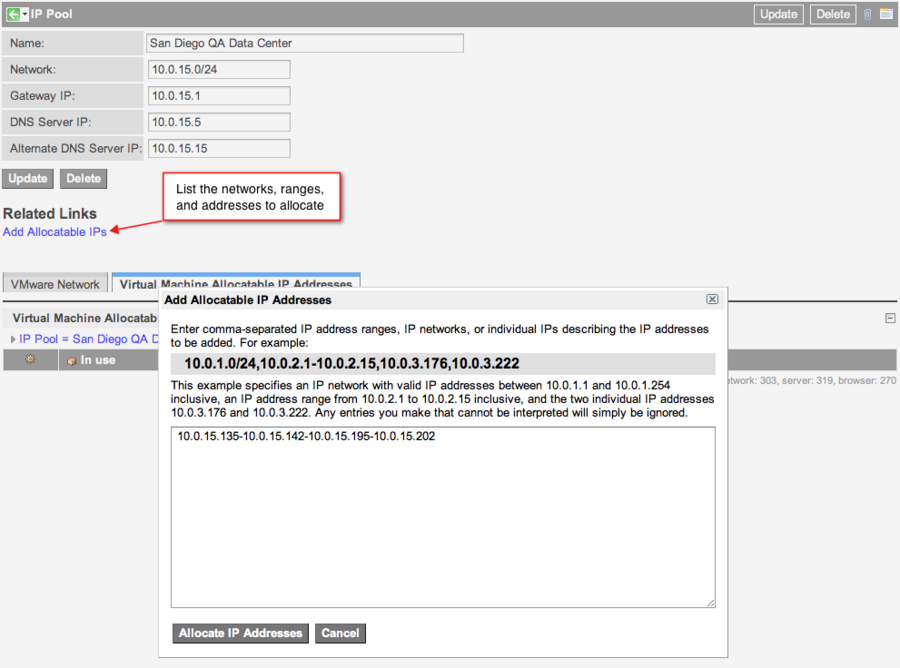 IP Pool
Update Delete
Name: San Diego QA Data Center
Network: 10.0.15.0/24
Gateway IP: 10.0.15.1
DNS Server IP: 10.0.15.5
Alternate DNS Server IP: 10.0.15.15
Update Delete
List the networks, ranges,
and addresses to allocate
Related Links
Add Allocatable IPs
VMware Network Virtual Machine Allocatable IP Addresses
Add Allocatable IP Addresses
Virtual Machine Allocatab
Enter comma-separated IP address ranges, IP networks, or individual IPs describing the IP addresses
to be added. For example:
IP Pool = San Diego QA D
In use
10.0.1.0/24,10.0.2.1-10.0.2.15,10.0.3.176,10.0.3.222
twork: 303, server: 319, browser: 270
This example specifies an IP network with valid IP addresses between 10.0.1.1 and 10.0.1.254
inclusive, an IP address range from 10.0.2.1 to 10.0.2.15 inclusive, and the two individual IP addresses
10.0.3.176 and 10.0.3.222. Any entries you make that cannot be interpreted will simply be ignored.
10.0.15.135-10.0.15.142-10.0.15.195-10.0.15.202
Allocate IP Addresses Cancel